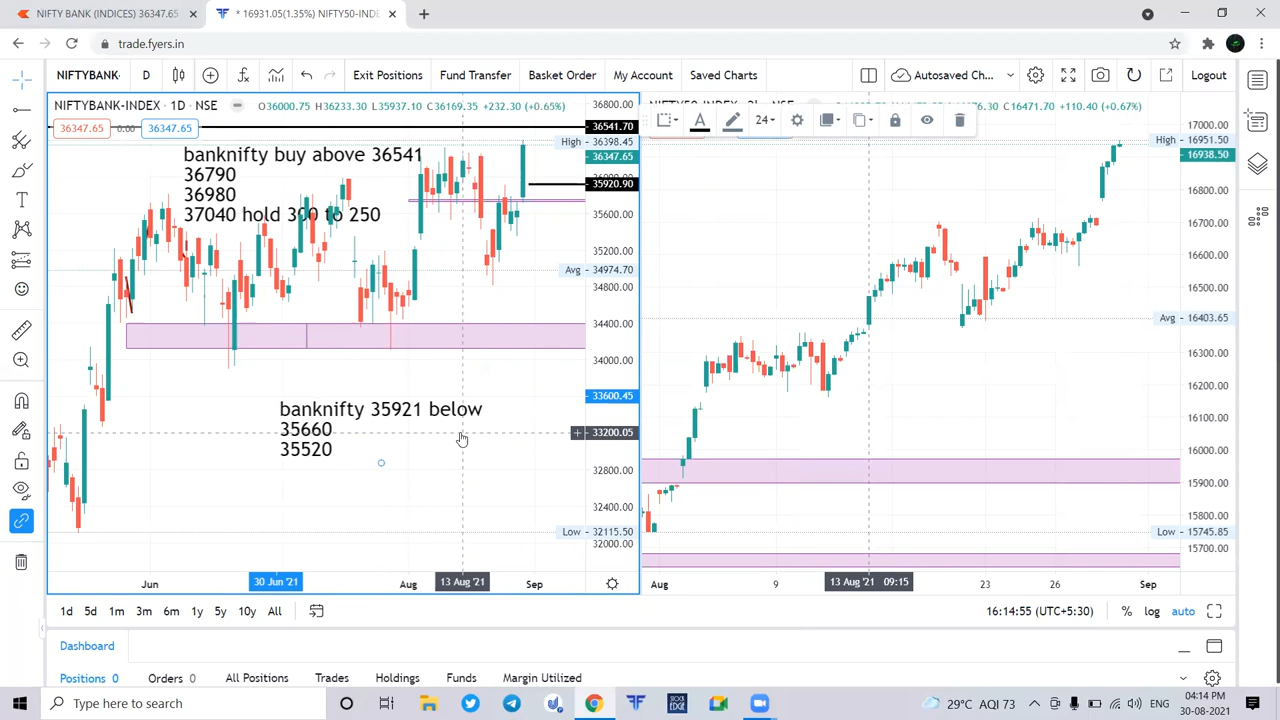 NIFTY BANK (INDICES) 36347.65
* 16931.05(1.35%) NIFTY50-INDE
trade.fyers.in
NIFTYBANK-
D
Exit Positions
Fund Transfer
Basket Order
My Account
Saved Charts
Autosaved Ch...
Logout
NIFTYBANK-INDEX · 1D · NSE
O36000.75 H36233.30 L35937.10 C36169.35 +232.30 (+0.65%)
36347.65
0.00
36347.65
24
C16471.70 +110.40 (+0.67%)
banknifty buy above 36541
36790
36980
37040 hold 300 to 250
banknifty 35921 below
35660
35520
36800.00
36541.70
High
36398.45
36347.65
35920.90
35600.00
35200.00
Avg
34974.70
34800.00
34400.00
34000.00
33600.45
33200.05
32800.00
32400.00
Low
32115.50
32000.00
17000.00
High
16951.50
16938.50
16800.00
16700.00
16600.00
16500.00
Avg
16403.65
16300.00
16200.00
16100.00
16000.00
15900.00
15800.00
Low
15745.85
15700.00
Jun
30 Jun '21
Aug
13 Aug '21
Sep
Aug
9
13 Aug '21 09:15
23
26
Sep
1d 5d 1m 3m 6m 1y 5y 10y All
16:14:55 (UTC+5:30)
% log auto
Dashboard
Positions 0
Orders 0
All Positions
Trades
Holdings
Funds
Margin Utilized
Type here to search
STOCK
EDGE
29°C AQI 73
ENG
04:14 PM
30-08-2021